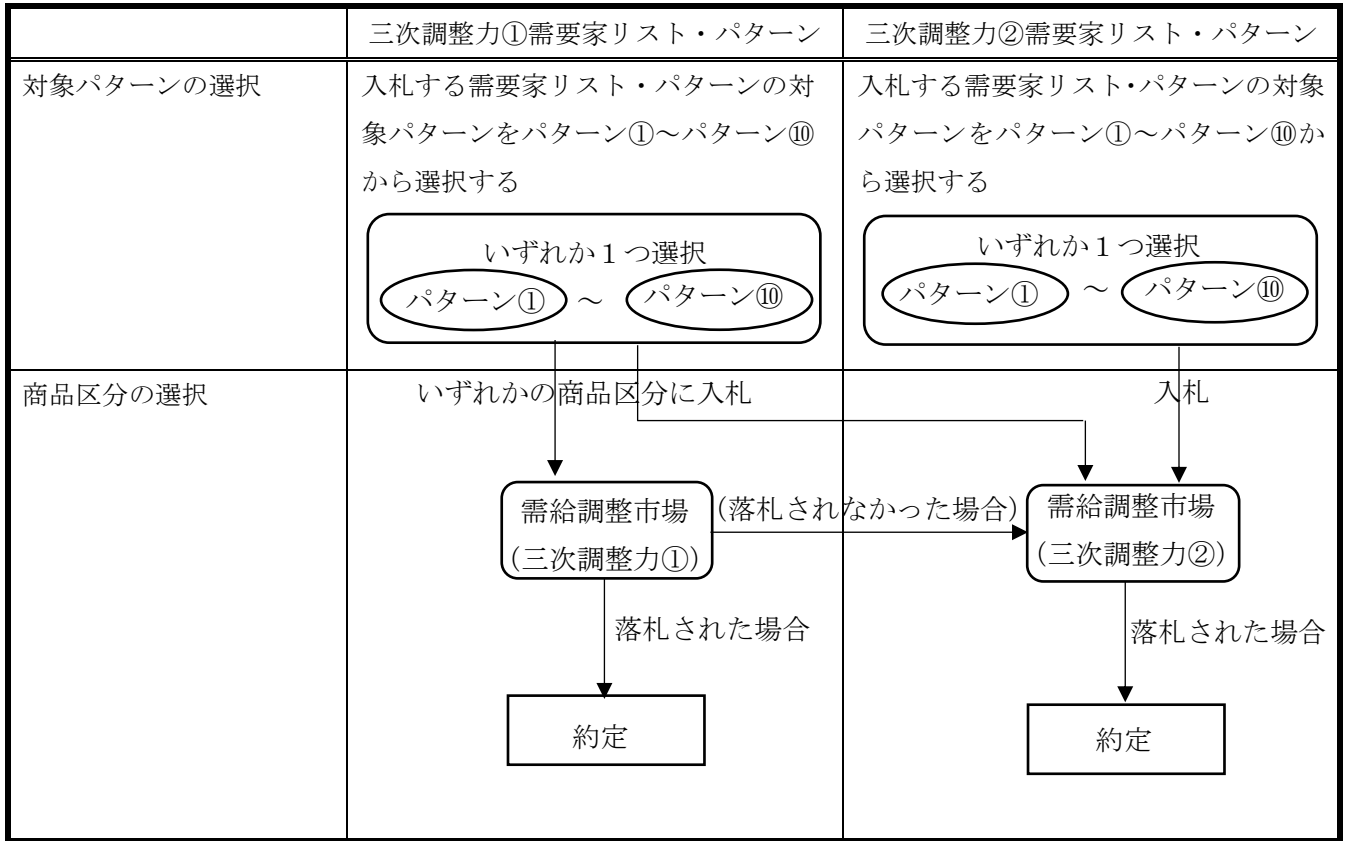 三次調整力①需要家リスト・パターン
三次調整力②需要家リスト・パターン
対象パターンの選択
入札する需要家リスト・パターンの対
象パターンをパターン①～パターン⑩
から選択する
いずれか１つ選択
パターン① ～ パターン⑩
入札する需要家リスト・パターンの対象
パターンをパターン①～パターン⑩か
ら選択する
いずれか１つ選択
パターン① ～ パターン⑩
商品区分の選択
いずれかの商品区分に入札
入札
需給調整市場
(三次調整力①)
(落札されなかった場合)
需給調整市場
(三次調整力②)
落札された場合
落札された場合
約定
約定